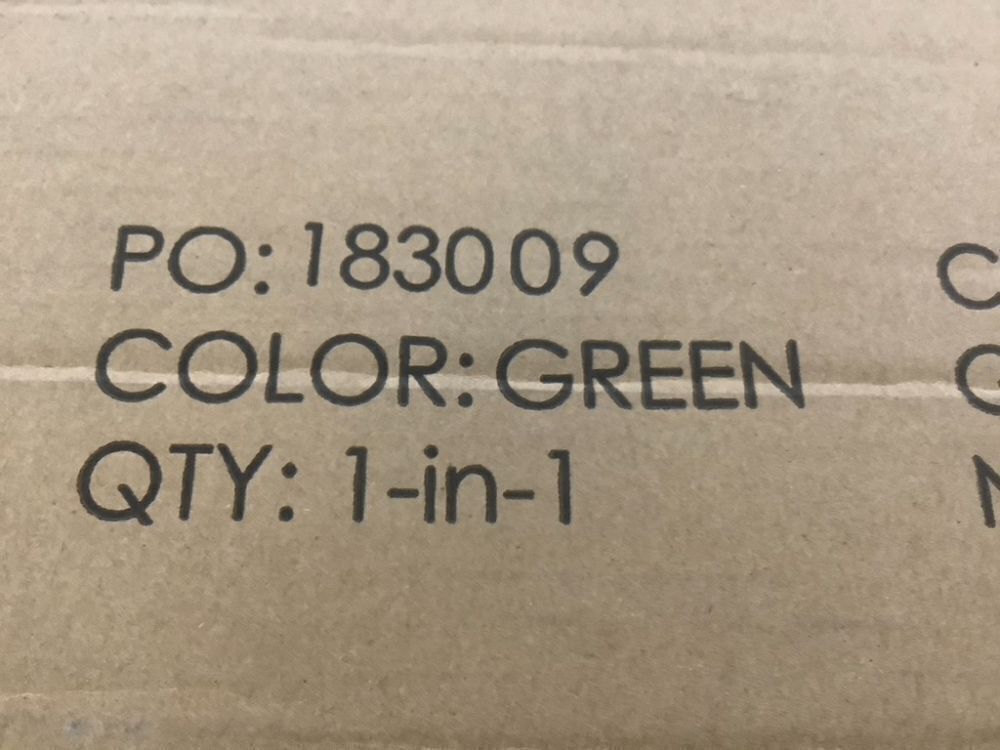 PO: 183009
COLOR: GREEN
QTY: 1-in-1